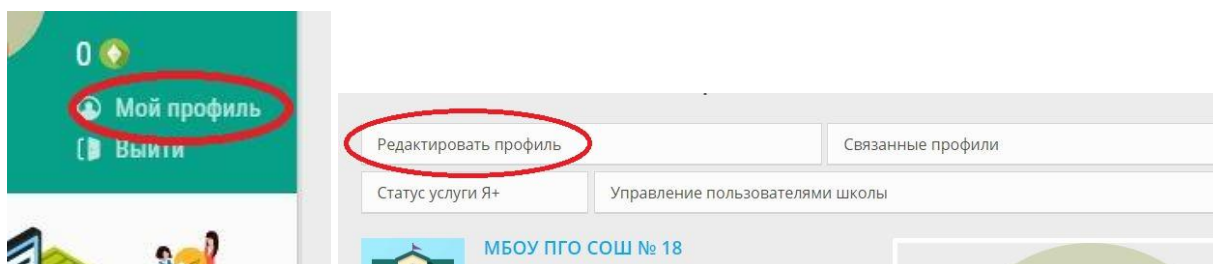 0
Мой профиль
Выйти
Редактировать профиль
Связанные профили
Статус услуги Я+
Управление пользователями школы
МБОУ ПГО СОШ № 18